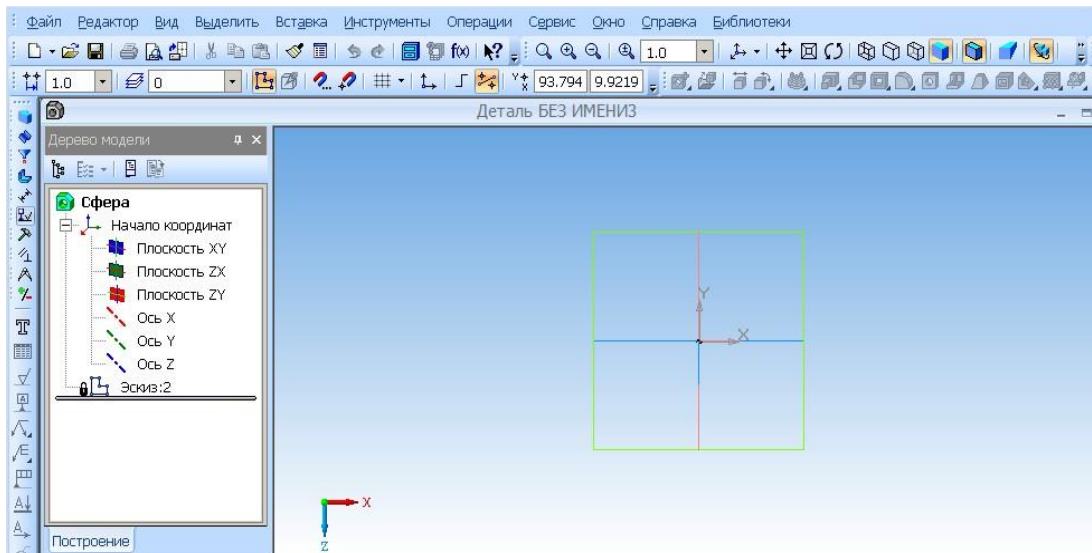 Файл Редактор Вид Выделить Вставка Инструменты Операции Сервис Окно Справка Библиотеки
f(x) 1.0
1.0 0 93.794 9.9219
Деталь БЕЗ ИМЕНИ3
Дерево модели
Сфера
Начало координат
Плоскость XY
Плоскость ZX
Плоскость ZY
Ось X
Ось Y
Ось Z
Эскиз:2
Построение
Y
X
X
Z